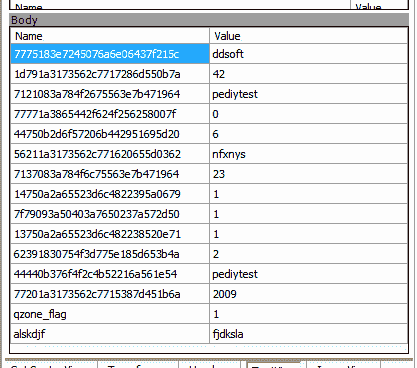 Name Value
Body
Name Value
7775183e7245076a6e06437f215c ddsoft
1d791a3173562c7717286d550b7a 42
7121083a784f2675563e7b471964 pediytest
77771a3865442f624f256258007f 0
44750b2d6f57206b442951695d20 6
56211a3173562c771620655d0362 nfxnys
7137083a784f6c75563e7b471964 23
14750a2a65523d6c4822395a0679 1
7f79093a50403a7650237a572d50 1
13750a2a65523d6c482238520e71 1
62391830754f3d775e185d653b4a 2
44440b376f4f2c4b52216a561e54 pediytest
77201a3173562c7715387d451b6a 2009
qzone_flag 1
alskdjf fjdksla